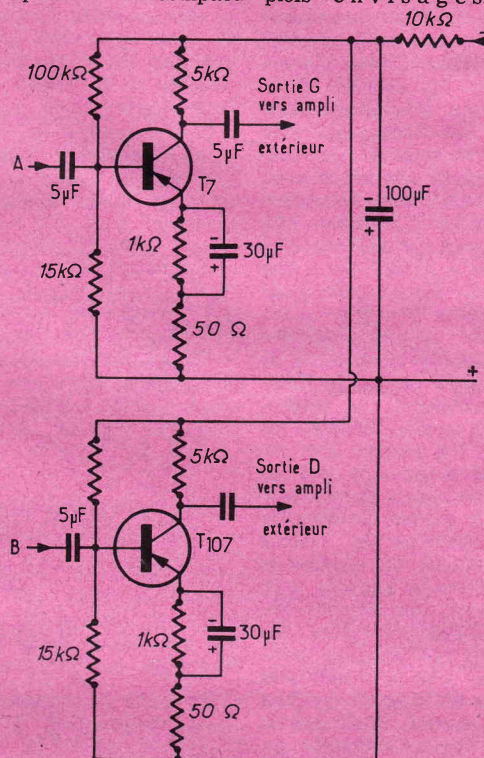 10kΩ
100kΩ
5kΩ
Sortie G
vers ampli
extérieur
5µF
A
5µF
T7
100µF
1kΩ
30µF
15kΩ
50 Ω
+
5kΩ
Sortie D
vers ampli
extérieur
5µF
B
T107
1kΩ
30µF
15kΩ
50 Ω